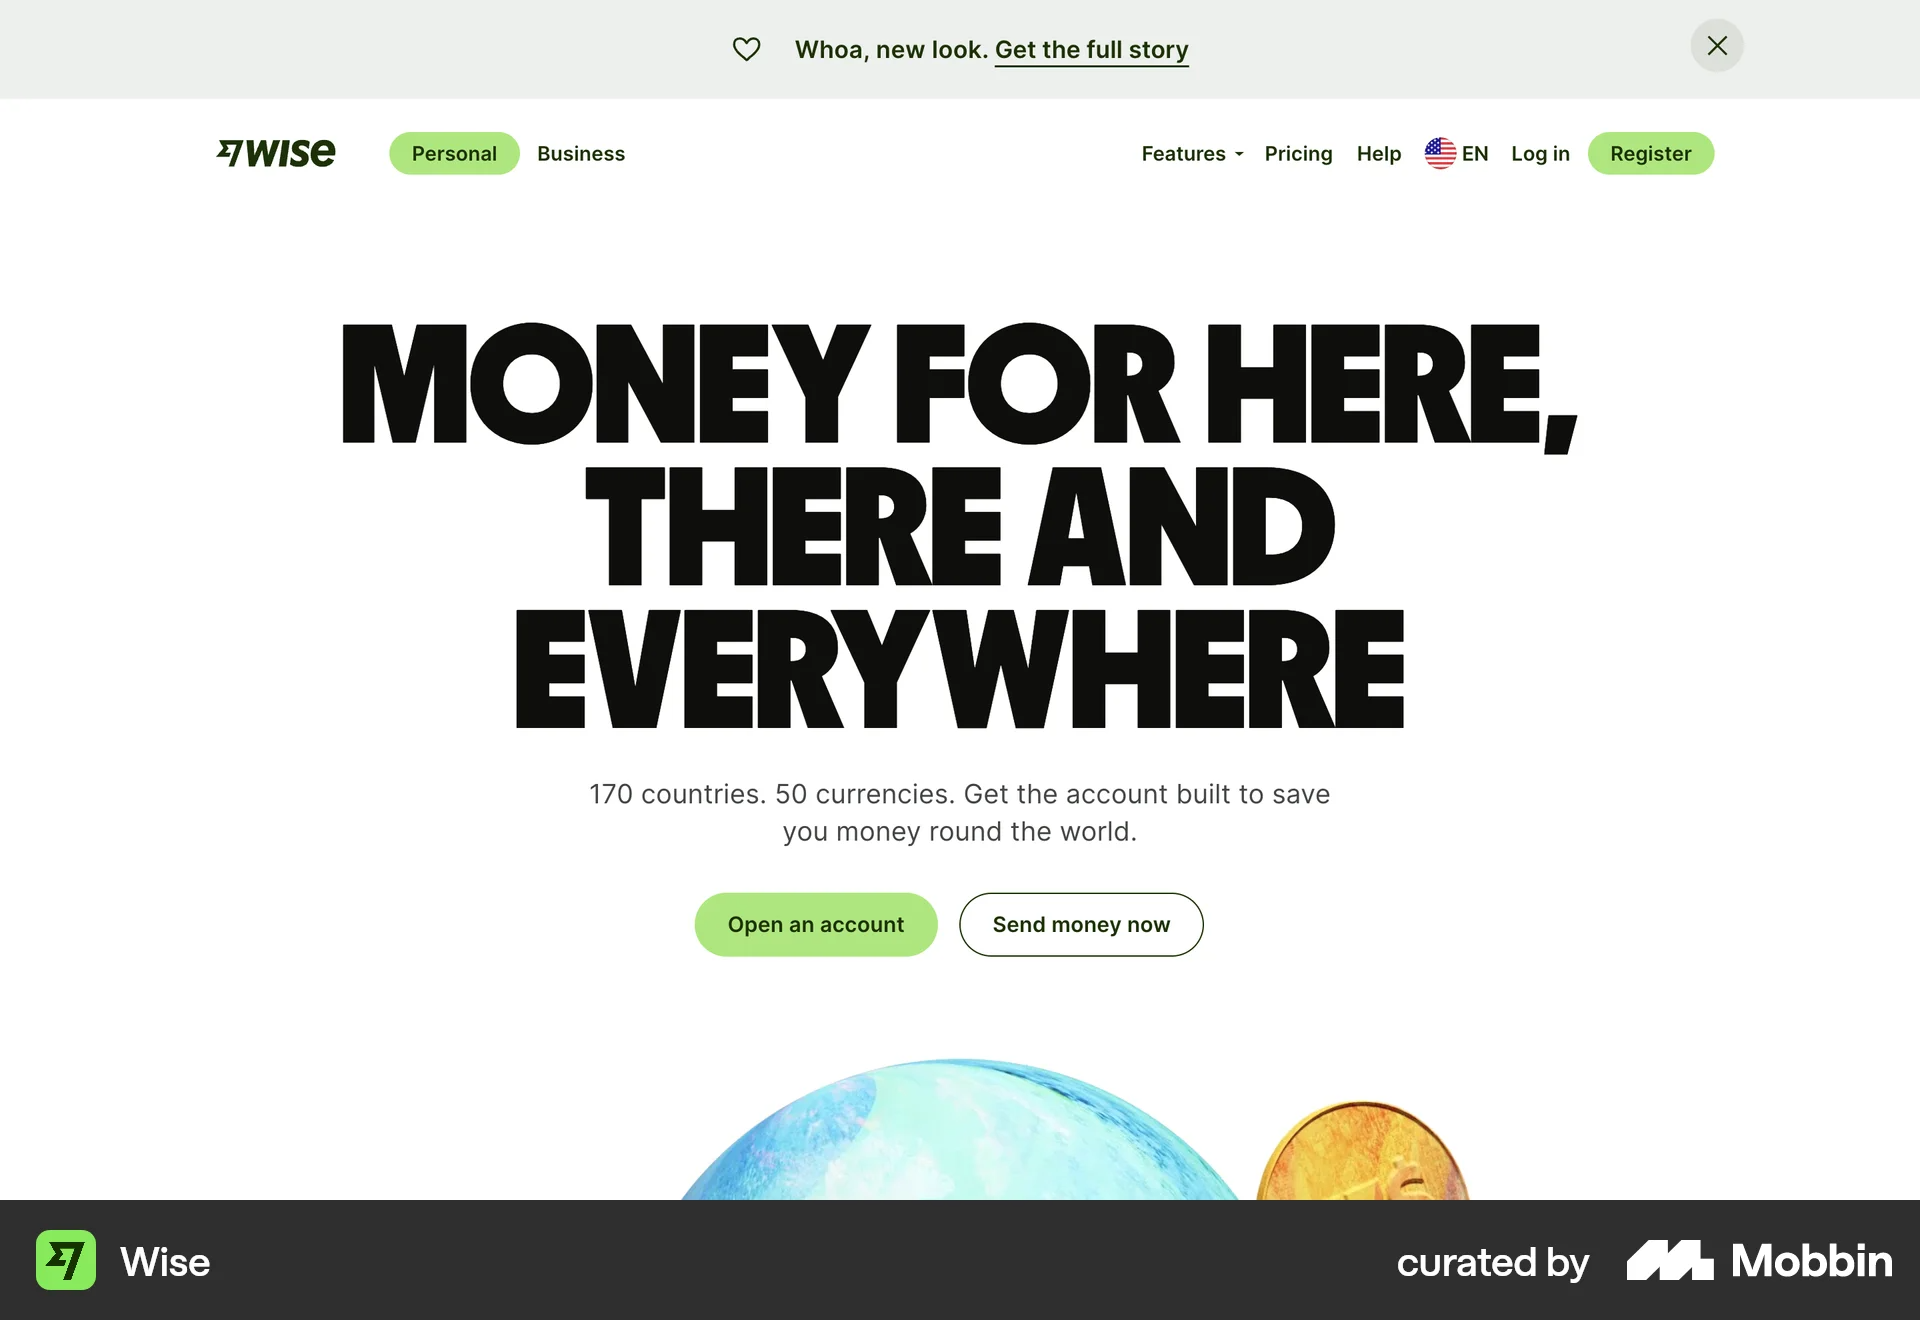 Whoa, new look. Get the full story
WISE
Personal
Business
Features
Pricing
Help
EN
Log in
Register
MONEY FOR HERE,
THERE AND
EVERYWHERE
170 countries. 50 currencies. Get the account built to save
you money round the world.
Open an account
Send money now
Wise
curated by
Mobbin